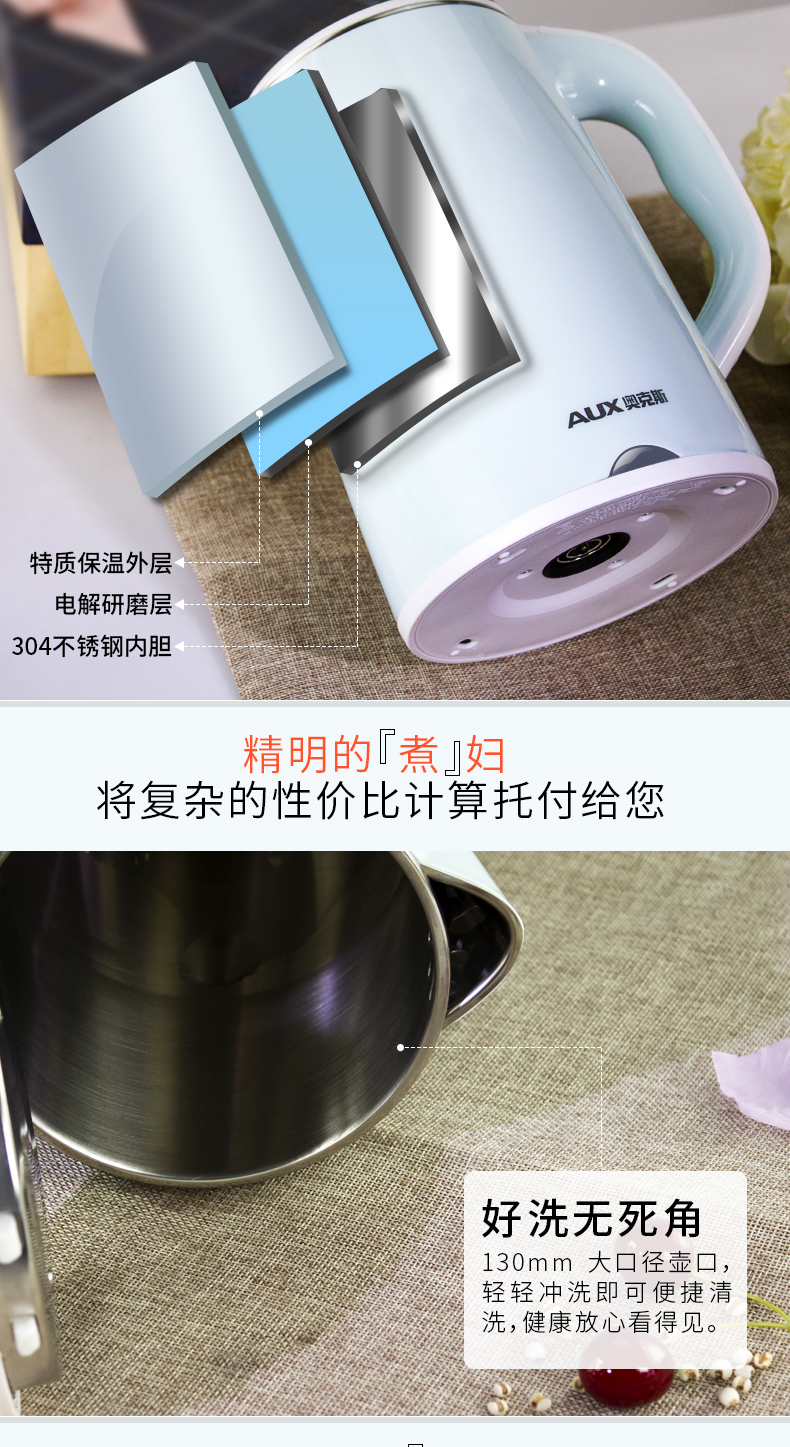 AUX奥克斯
特质保温外层
电解研磨层
304不锈钢内胆
精明的『煮』妇
将复杂的性价比计算托付给您
好洗无死角
130mm 大口径壶口，
轻轻冲洗即可便捷清
洗，健康放心看得见。